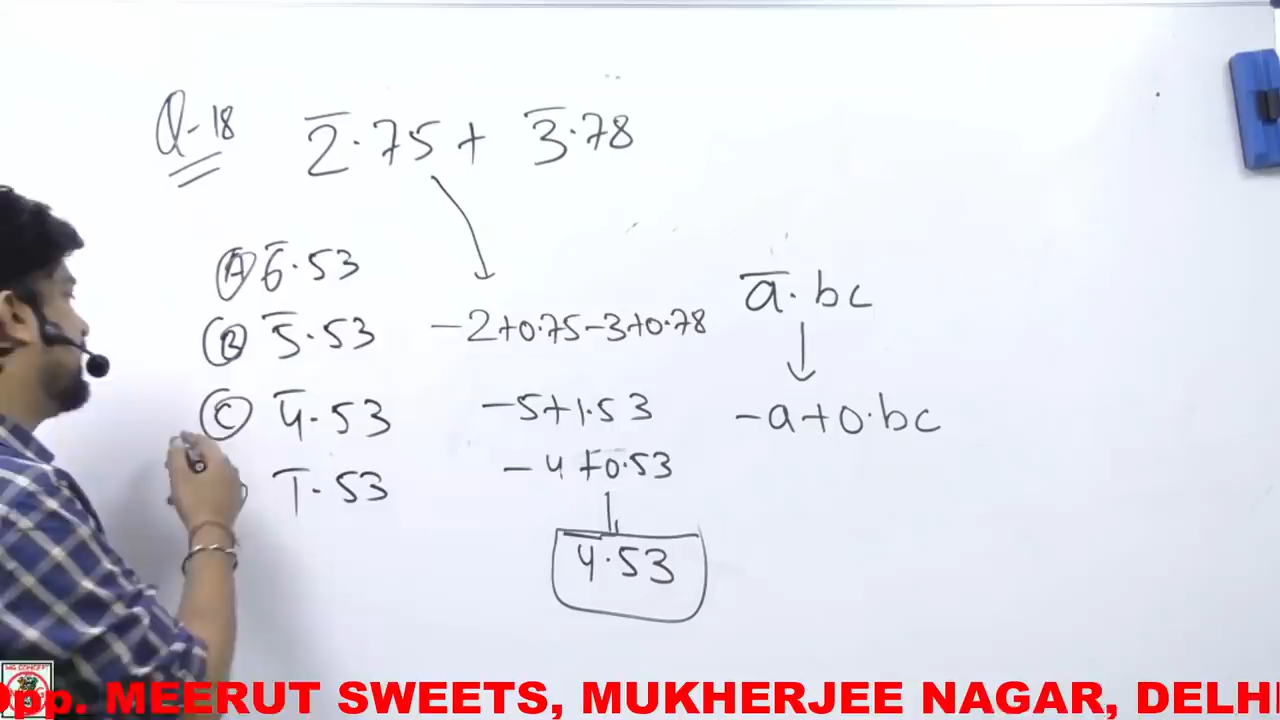 Q-18 2̅.75 + 3̅.78
(A) 6̅.53
(B) 5̅.53
(C) 4̅.53
1̅.53
-2+0.75-3+0.78
-5+1.53
-4+0.53
4̅.53
a̅.bc
-a+0.bc
opp. MEERUT SWEETS, MUKHERJEE NAGAR, DELHI